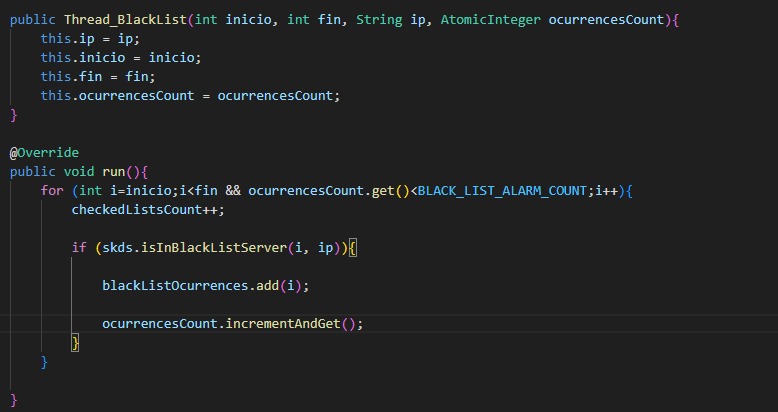 public Thread_BlackList(int inicio, int fin, String ip, AtomicInteger ocurrencesCount){
this.ip = ip;
this.inicio = inicio;
this.fin = fin;
this.ocurrencesCount = ocurrencesCount;
}
@Override
public void run(){
for (int i=inicio;i<fin && ocurrencesCount.get()<BLACK_LIST_ALARM_COUNT;i++){
checkedListsCount++;
if (skds.isInBlackListServer(i, ip)){
blackListOcurrences.add(i);
ocurrencesCount.incrementAndGet();
}
}
}